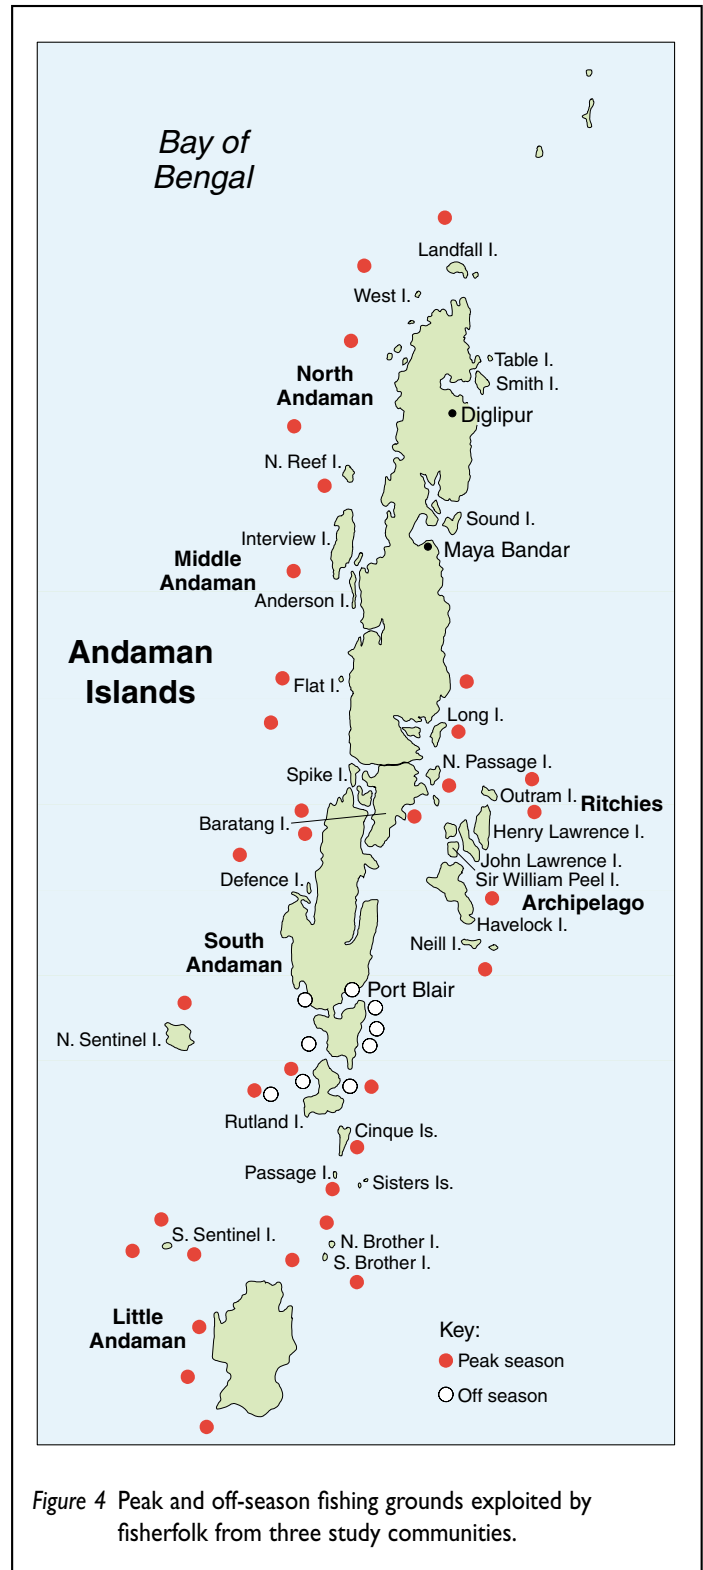 Bay of
Bengal
Landfall I.
West I.
Table I.
North
Andaman
Smith I.
Diglipur
N. Reef I.
Sound I.
Interview I.
Maya Bandar
Middle
Andaman
Anderson I.
Andaman
Islands
Flat I.
Long I.
N. Passage I.
Spike I.
Outram I.
Ritchies
Baratang I.
Henry Lawrence I.
John Lawrence I.
Sir William Peel I.
Defence I.
Archipelago
Havelock I.
South
Andaman
Neill I.
Port Blair
N. Sentinel I.
Rutland I.
Cinque Is.
Passage I.
Sisters Is.
S. Sentinel I.
N. Brother I.
S. Brother I.
Little
Andaman
Key:
Peak season
Off season
Figure 4 Peak and off-season fishing grounds exploited by
fisherfolk from three study communities.